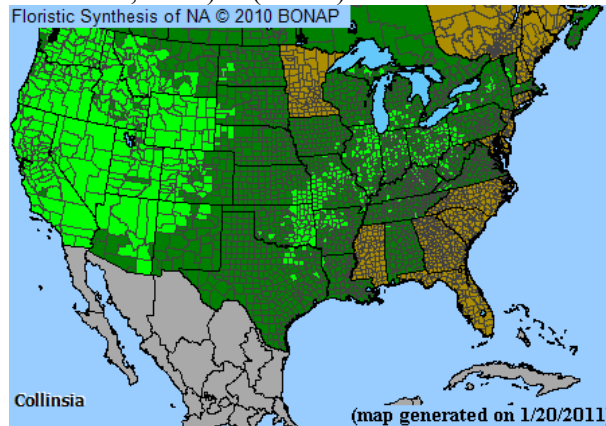 Floristic Synthesis of NA © 2010 BONAP
Collinsia
(map generated on 1/20/2011)